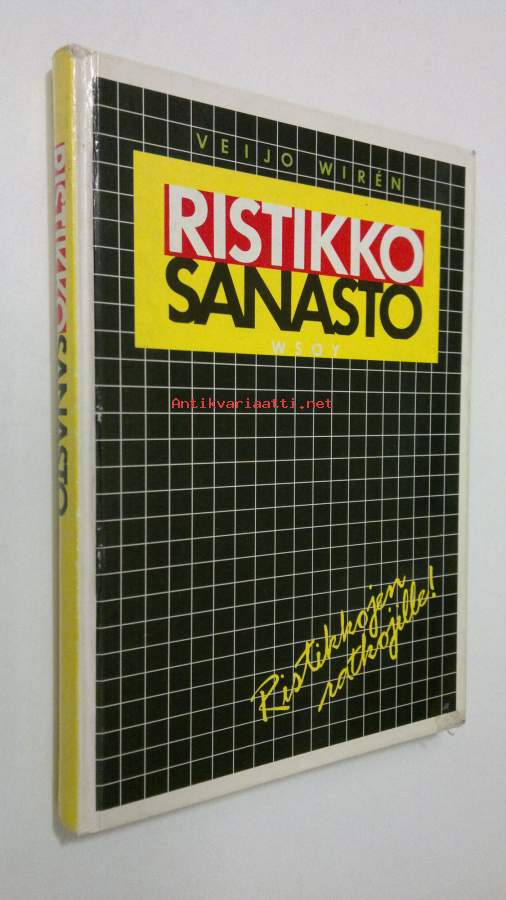 VEIJO WIRÉN
RISTIKKO
SANASTO
WSOY
Antikvariaatti.net
Ristikkojen
ratkojille!
RISTIKKOSANASTO